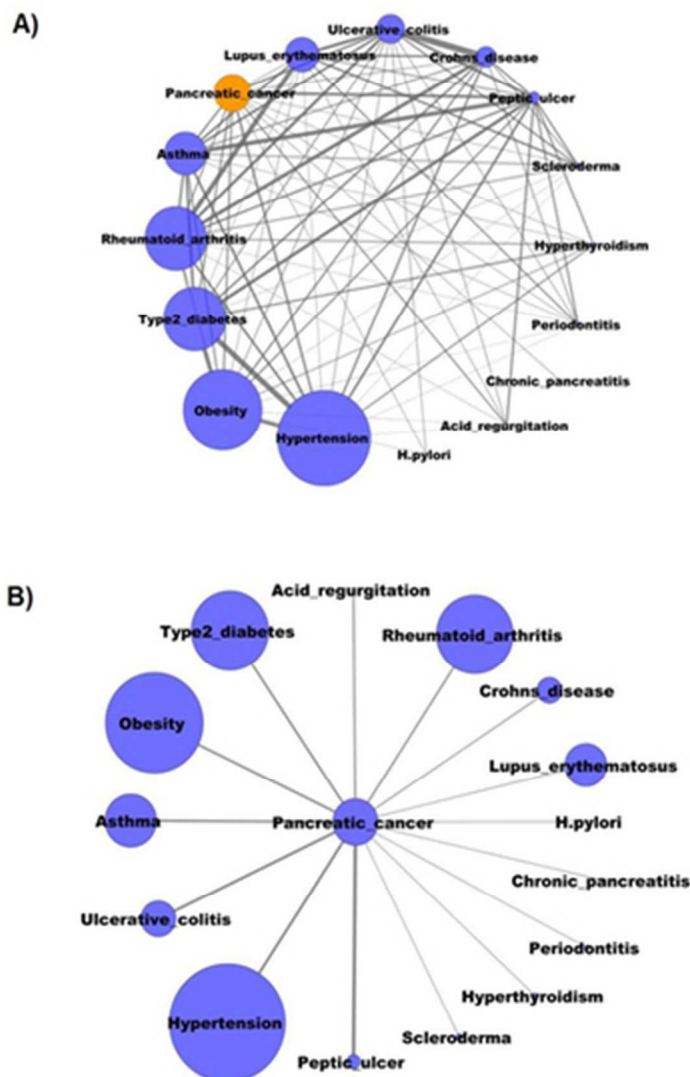 A)
Ulcerative_colitis
Lupus_erythematosus
Crohns_disease
Pancreatic_cancer
Peptic_ulcer
Asthma
Scleroderma
Rheumatoid_arthritis
Hyperthyroidism
Type2_diabetes
Periodontitis
Chronic_pancreatitis
Obesity
Acid_regurgitation
Hypertension
H.pylori
B)
Acid_regurgitation
Type2_diabetes
Rheumatoid_arthritis
Crohns_disease
Obesity
Lupus_erythematosus
Asthma
Pancreatic_cancer
H.pylori
Chronic_pancreatitis
Ulcerative_colitis
Periodontitis
Hyperthyroidism
Hypertension
Scleroderma
Peptic_ulcer